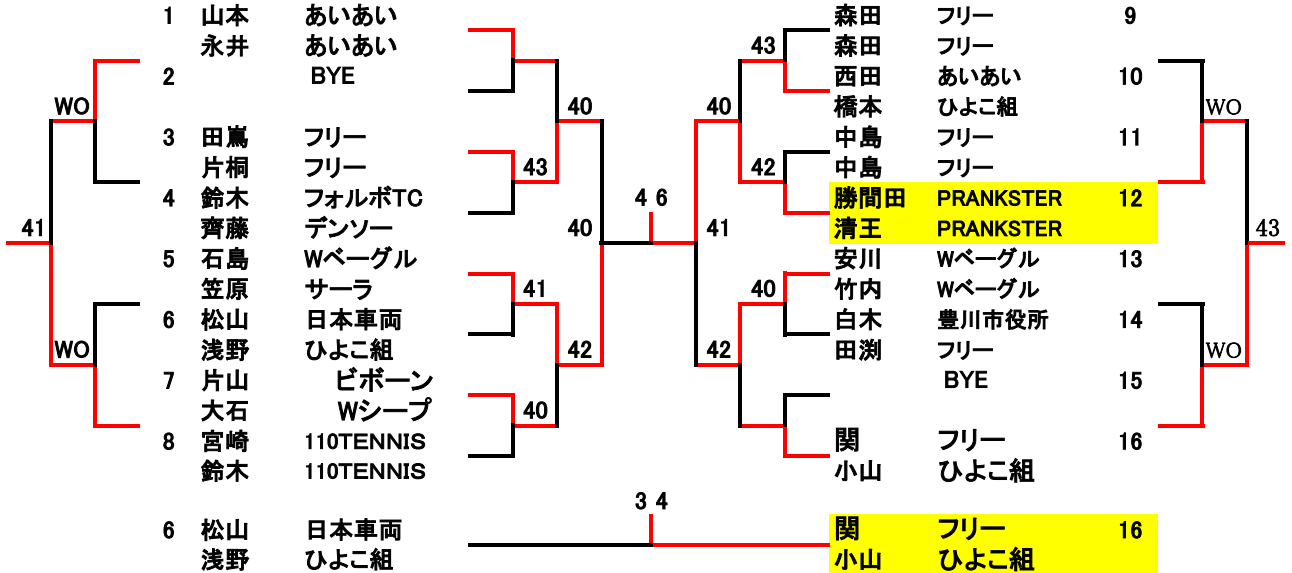 1 山本 あいあい 森田 フリー 9
永井 あいあい 43 森田 フリー
2 BYE 西田 あいあい 10
WO 40 40 橋本 ひよこ組 WO
3 田嶌 フリー 中島 フリー 11
片桐 フリー 43 42 中島 フリー
4 鈴木 フォルボTC 4 6 勝間田 PRANKSTER 12
41 齊藤 デンソー 40 41 清王 PRANKSTER 43
5 石島 Wベーグル 安川 Wベーグル 13
笠原 サーラ 41 40 竹内 Wベーグル
6 松山 日本車両 白木 豊川市役所 14
WO 浅野 ひよこ組 42 42 田渕 フリー WO
7 片山 ビボーン BYE 15
大石 Wシープ 40
8 宮崎 110TENNIS 関 フリー 16
鈴木 110TENNIS 小山 ひよこ組
3 4
6 松山 日本車両 関 フリー 16
浅野 ひよこ組 小山 ひよこ組